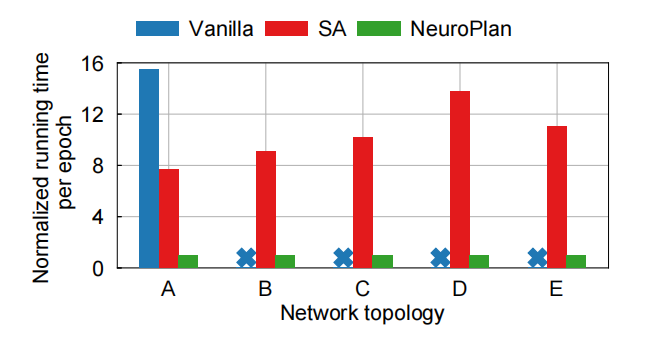 Vanilla SA NeuroPlan
Normalized running time
per epoch
16
12
8
4
0
A B C D E
Network topology